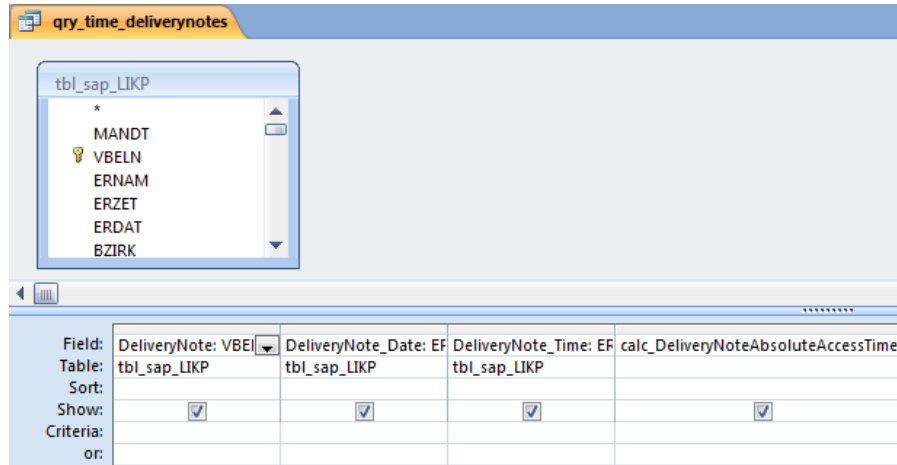 qry_time_deliverynotes
tbl_sap_LIKP
*
MANDT
VBELN
ERNAM
ERZET
ERDAT
BZIRK
Field: DeliveryNote: VBEl DeliveryNote_Date: EF DeliveryNote_Time: EF calc_DeliveryNoteAbsoluteAccessTime
Table: tbl_sap_LIKP tbl_sap_LIKP tbl_sap_LIKP
Sort:
Show:
Criteria:
or: